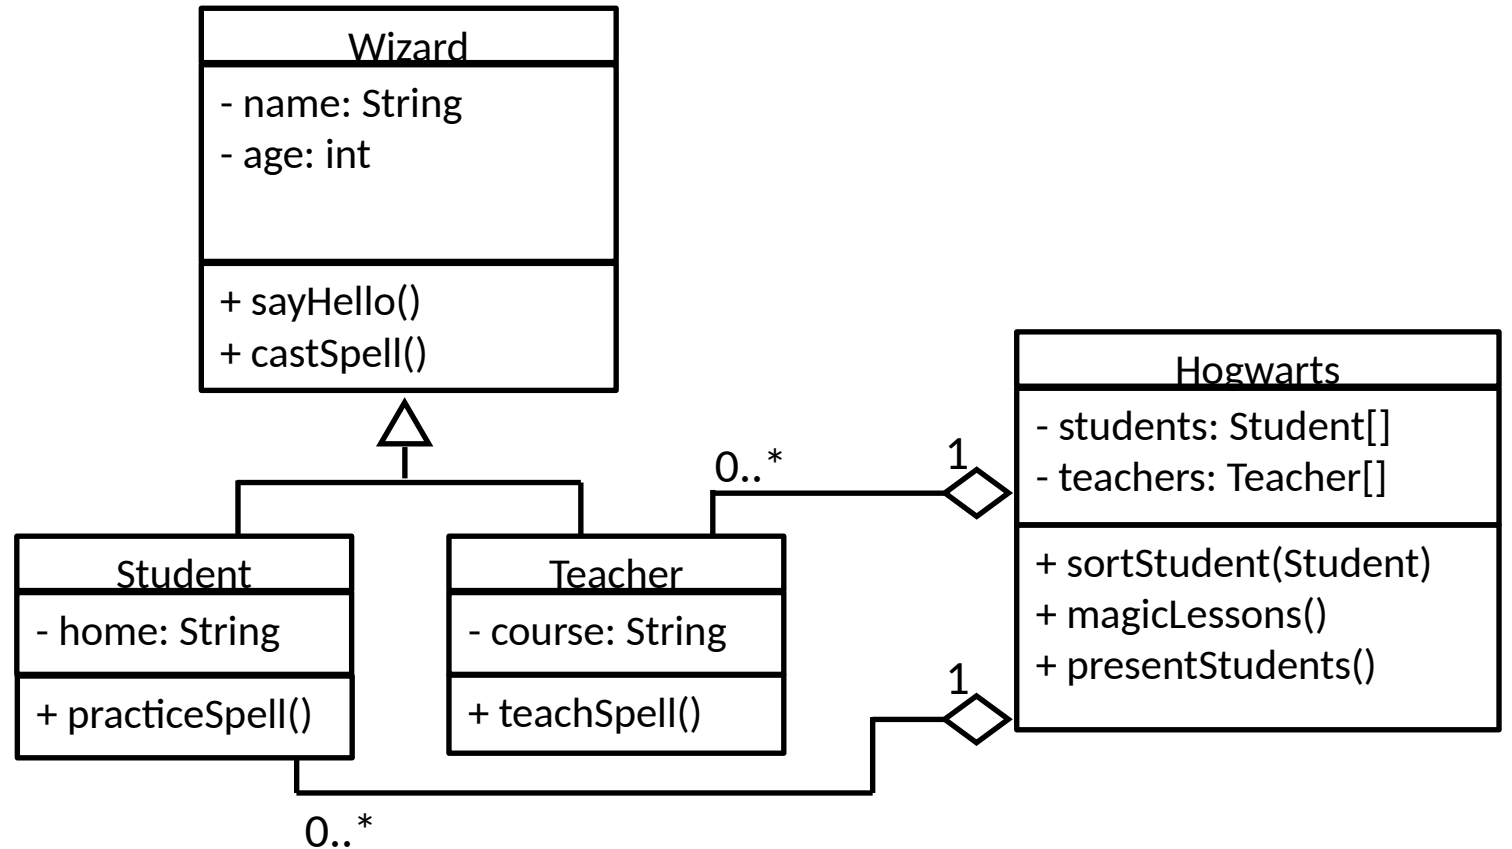 Wizard
- name: String
- age: int
+ sayHello()
+ castSpell()
Hogwarts
- students: Student[]
- teachers: Teacher[]
+ sortStudent(Student)
+ magicLessons()
+ presentStudents()
0..*
1
Student
- home: String
+ practiceSpell()
Teacher
- course: String
+ teachSpell()
1
0..*